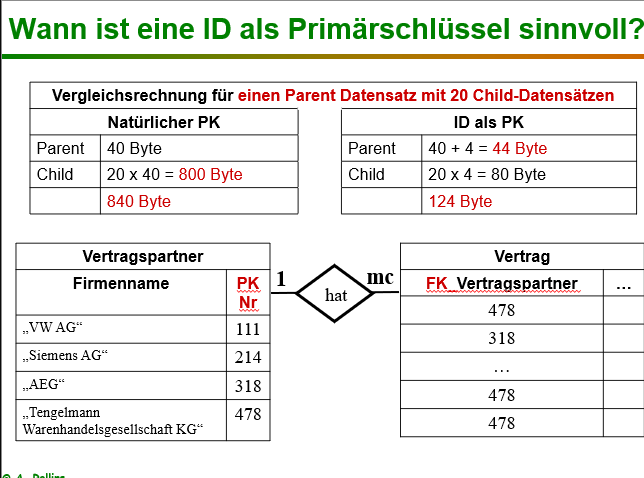 Wann ist eine ID als Primärschlüssel sinnvoll?
Vergleichsrechnung für einen Parent Datensatz mit 20 Child-Datensätzen
Natürlicher PK
Parent 40 Byte
Child 20 x 40 = 800 Byte
840 Byte
ID als PK
Parent 40 + 4 = 44 Byte
Child 20 x 4 = 80 Byte
124 Byte
Vertragspartner
Firmenname PK
Nr
„VW AG“ 111
„Siemens AG“ 214
„AEG“ 318
„Tengelmann
Warenhandelsgesellschaft KG“ 478
1 hat mc
Vertrag
FK_Vertragspartner ...
478
318
...
478
478